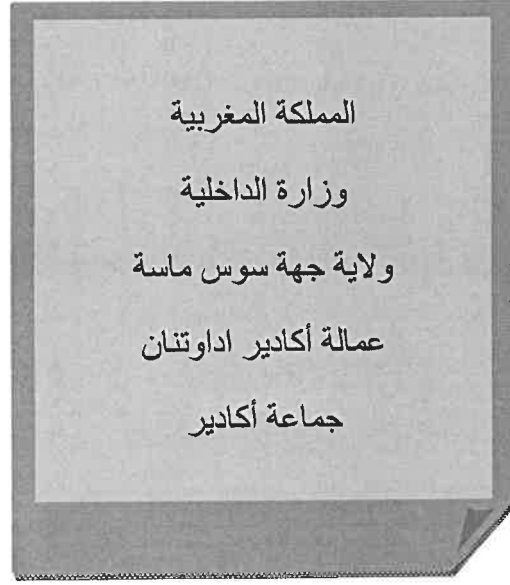 المملكة المغربية
وزارة الداخلية
ولاية جهة سوس ماسة
عمالة أكادير اداوتنان
جماعة أكادير